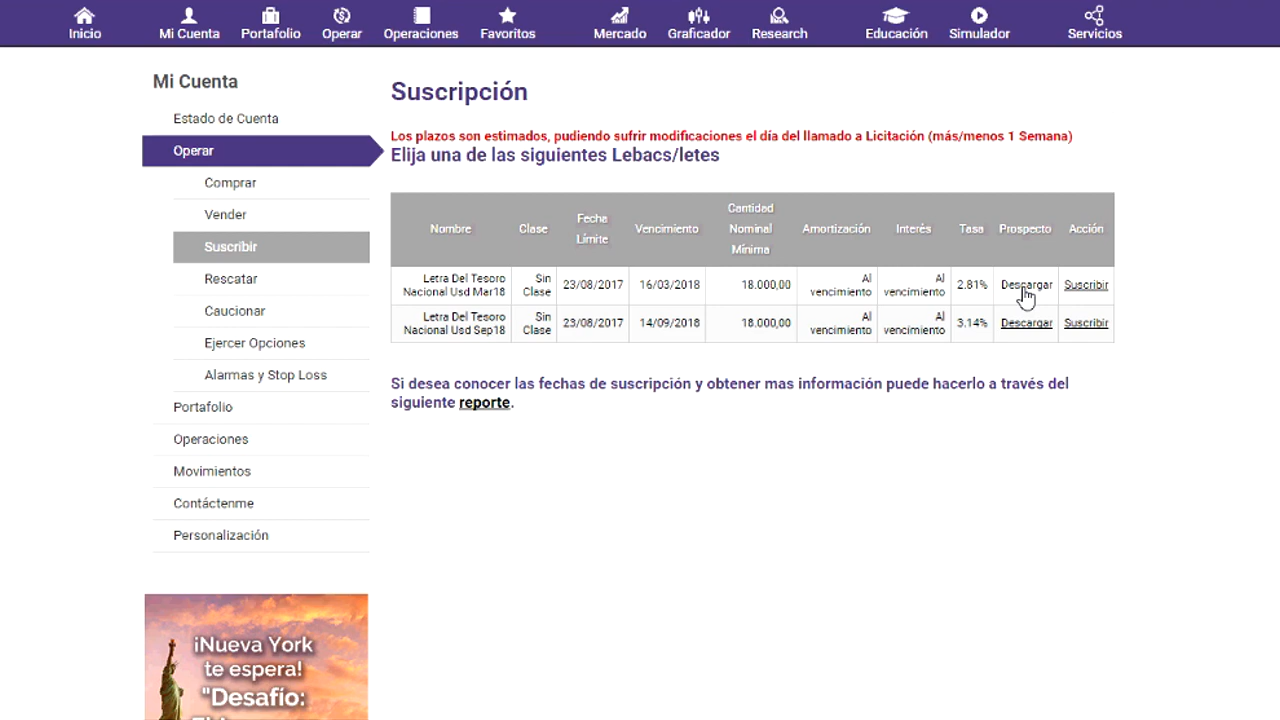 Inicio Mi Cuenta Portafolio Operar Operaciones Favoritos Mercado Graficador Research Educación Simulador Servicios
Mi Cuenta
Estado de Cuenta
Operar
Comprar
Vender
Suscribir
Rescatar
Caucionar
Ejercer Opciones
Alarmas y Stop Loss
Portafolio
Operaciones
Movimientos
Contáctenme
Personalización
¡Nueva York
te espera!
"Desafío:
Suscripción
Los plazos son estimados, pudiendo sufrir modificaciones el día del llamado a Licitación (más/menos 1 Semana)
Elija una de las siguientes Lebacs/letes
Nombre Clase Fecha Límite Vencimiento Cantidad Nominal Mínima Amortización Interés Tasa Prospecto Acción
Letra Del Tesoro Nacional Usd Mar18 Sin Clase 23/08/2017 16/03/2018 18.000,00 Al vencimiento Al vencimiento 2.81% Descargar Suscribir
Letra Del Tesoro Nacional Usd Sep18 Sin Clase 23/08/2017 14/09/2018 18.000,00 Al vencimiento Al vencimiento 3.14% Descargar Suscribir
Si desea conocer las fechas de suscripción y obtener mas información puede hacerlo a través del
siguiente reporte.